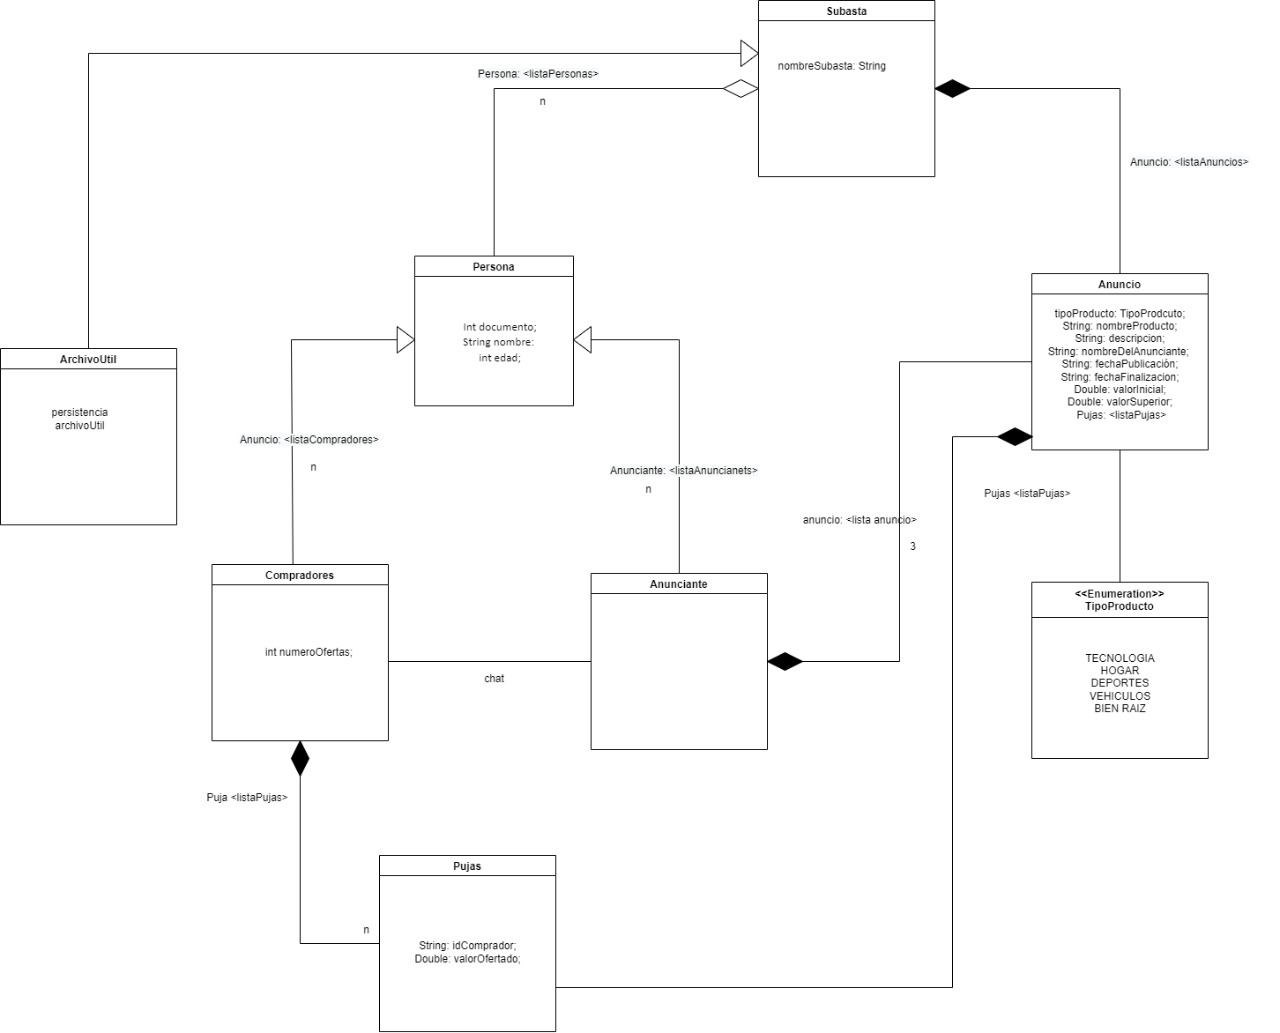 Subasta
nombreSubasta: String
Persona: <listaPersonas>
n
Anuncio: <listaAnuncios>
Persona
Int documento;
String nombre:
int edad;
Anuncio
tipoProducto: TipoProdcuto;
String: nombreProducto;
String: descripcion;
String: nombreDelAnunciante;
String: fechaPublicación;
String: fechaFinalizacion;
Double: valorInicial;
Double: valorSuperior;
Pujas: <listaPujas>
ArchivoUtil
persistencia
archivoUtil
Anuncio: <listaCompradores>
n
Anunciante: <listaAnuncianets>
n
Pujas <listaPujas>
anuncio: <lista anuncio>
3
Compradores
int numeroOfertas;
Anunciante
<<Enumeration>>
TipoProducto
TECNOLOGIA
HOGAR
DEPORTES
VEHICULOS
BIEN RAIZ
chat
Puja <listaPujas>
n
Pujas
String: idComprador;
Double: valorOfertado;